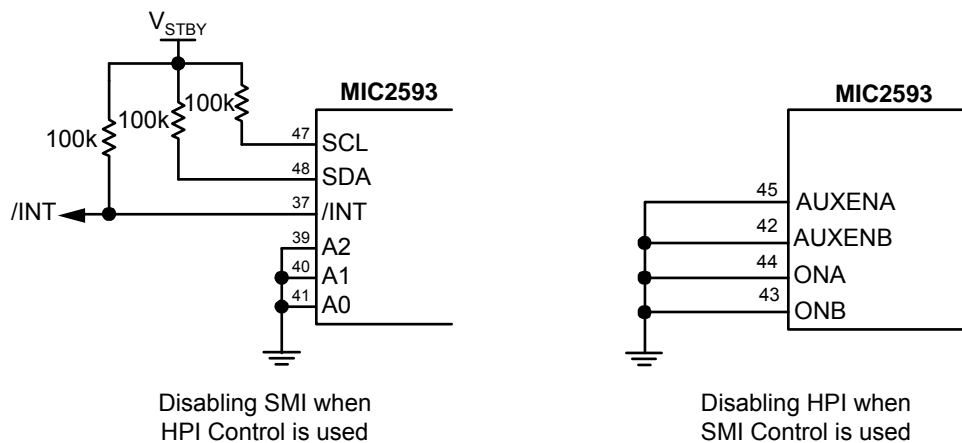 VSTBY
MIC2593
100k
100k
100k
47 SCL
48 SDA
/INT
37 /INT
39 A2
40 A1
41 A0
Disabling SMI when
HPI Control is used
MIC2593
45 AUXENA
42 AUXENB
44 ONA
43 ONB
Disabling HPI when
SMI Control is used